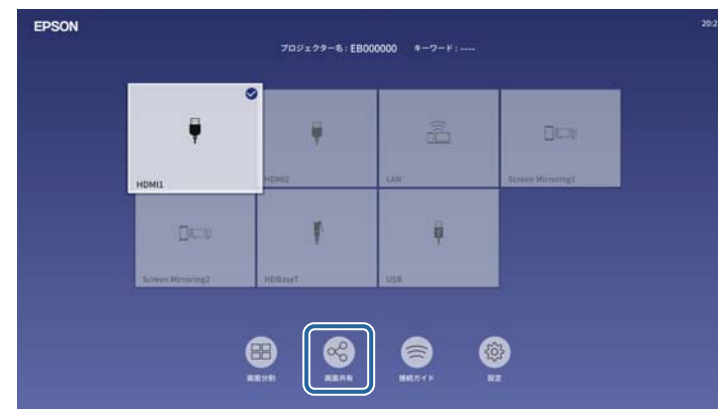 EPSON
20:2
プロジェクター名 : EB000000 キーワード : ----
HDMI1
HDMI2
LAN
Screen Mirroring1
Screen Mirroring2
HDBaseT
USB
画面分割
画面共有
接続ガイド
設定